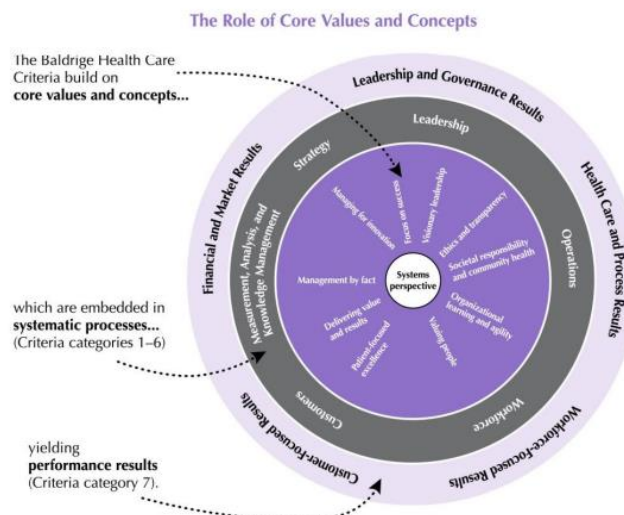 The Role of Core Values and Concepts
The Baldrige Health Care
Criteria build on
core values and concepts...
which are embedded in
systematic processes...
(Criteria categories 1–6)
yielding
performance results
(Criteria category 7).
Leadership and Governance Results
Health Care and Process Results
Workforce-Focused Results
Customer-Focused Results
Financial and Market Results
Leadership
Operations
Workforce
Customers
Measurement, Analysis, and
Knowledge Management
Strategy
Focus on success
Visionary leadership
Ethics and transparency
Societal responsibility
and community health
Organizational
learning and agility
Valuing people
Patient-focused
excellence
Delivering value
and results
Management by fact
Managing for innovation
Systems
perspective